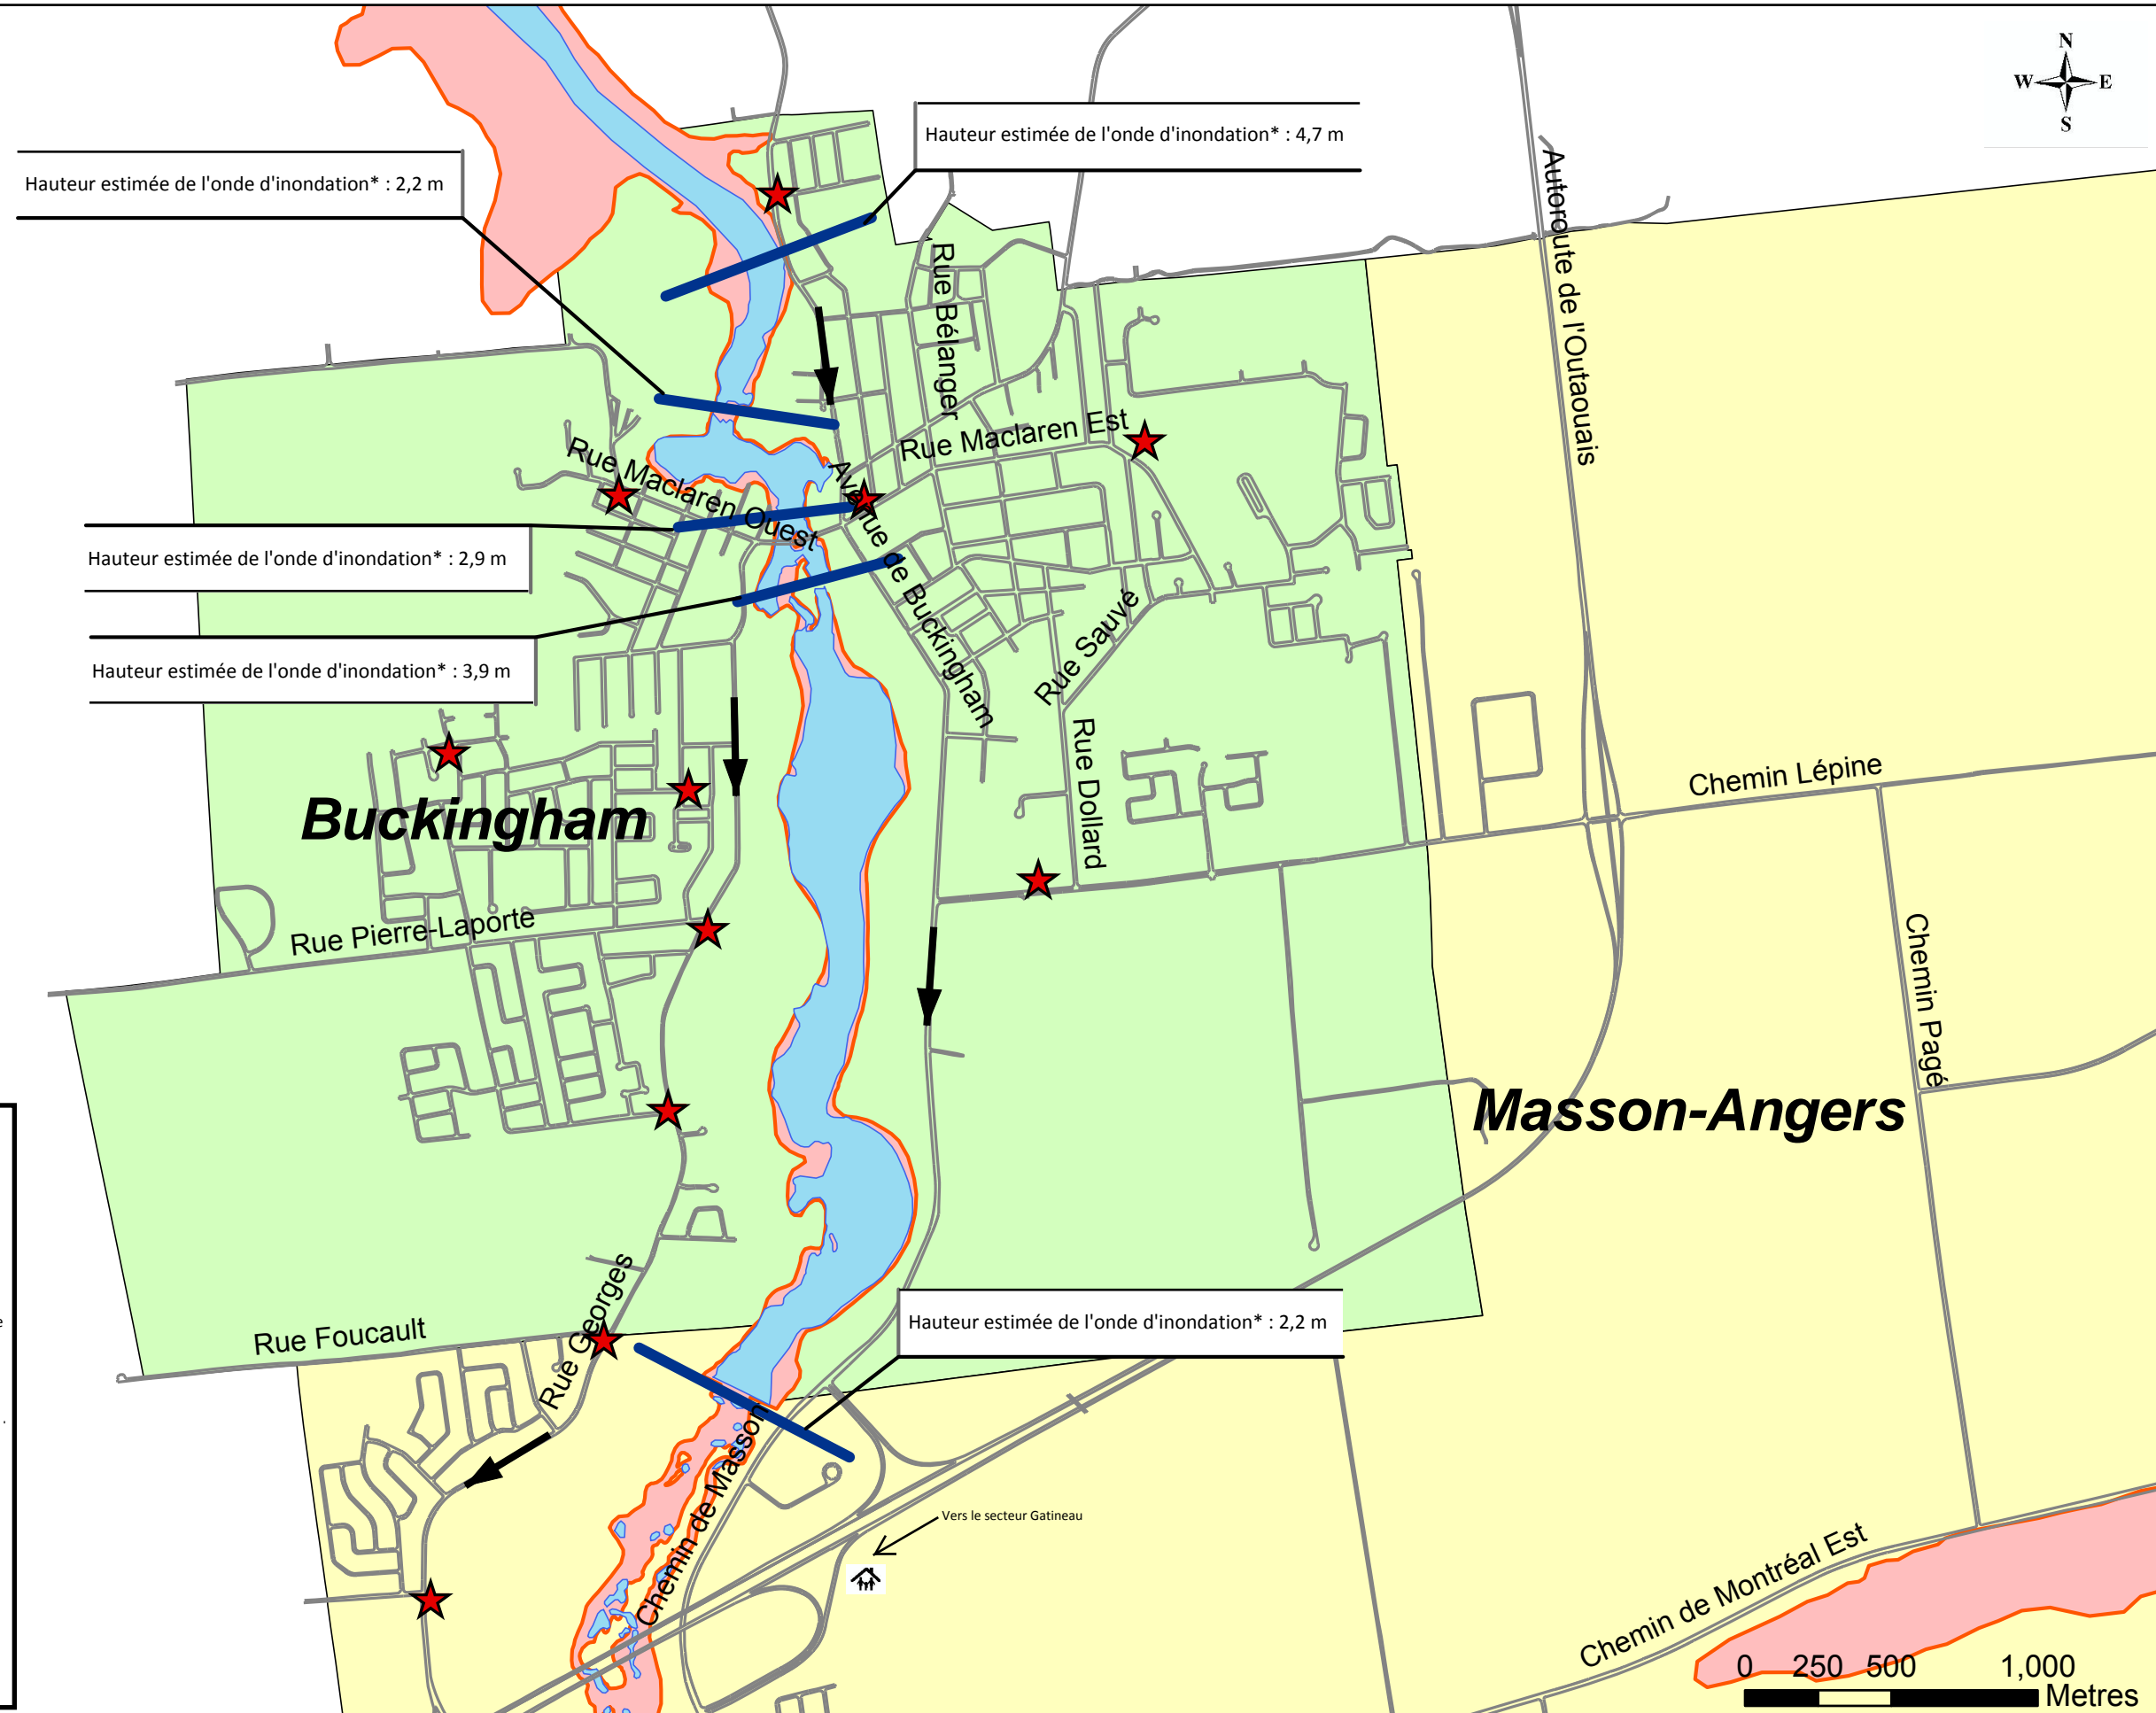 N
W E
S
Hauteur estimée de l'onde d'inondation* : 4,7 m
Hauteur estimée de l'onde d'inondation* : 2,2 m
Autoroute de l'Outaouais
Rue Bélanger
Rue Maclaren Est
Rue Maclaren Ouest
Avenue de Buckingham
Hauteur estimée de l'onde d'inondation* : 2,9 m
Hauteur estimée de l'onde d'inondation* : 3,9 m
Rue Sauvé
Rue Dollard
Chemin Lépine
Buckingham
Rue Pierre-Laporte
Chemin Pagé
Masson-Angers
Rue Georges
Rue Foucault
Hauteur estimée de l'onde d'inondation* : 2,2 m
Chemin de Masson
Vers le secteur Gatineau
Chemin de Montréal Est
0 250 500 1,000
Metres